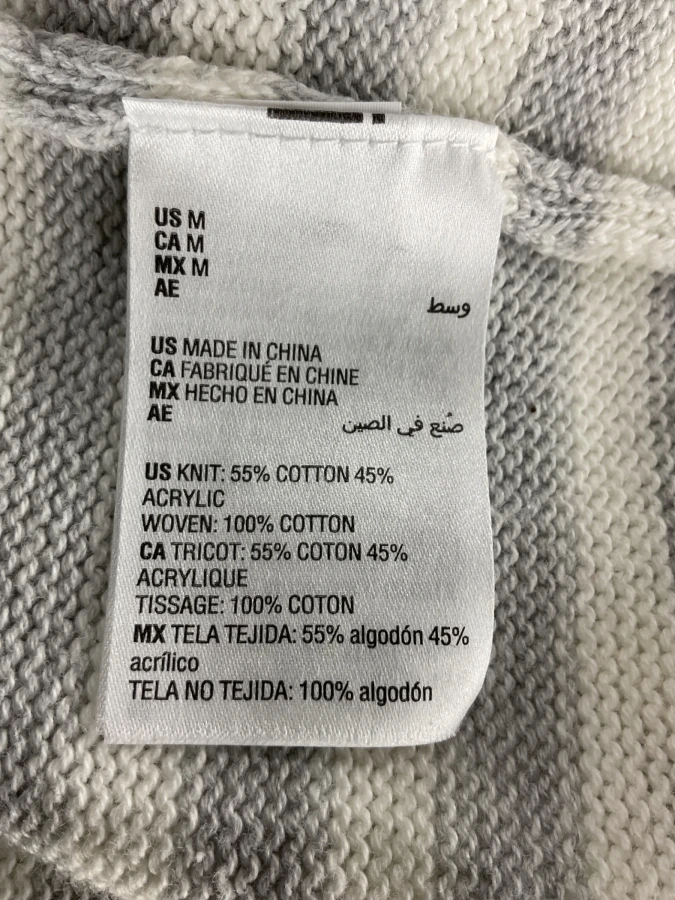 US M
CA M
MX M
AE
وسط
US MADE IN CHINA
CA FABRIQUÉ EN CHINE
MX HECHO EN CHINA
AE
صُنع في الصين
US KNIT: 55% COTTON 45%
ACRYLIC
WOVEN: 100% COTTON
CA TRICOT: 55% COTON 45%
ACRYLIQUE
TISSAGE: 100% COTON
MX TELA TEJIDA: 55% algodón 45%
acrílico
TELA NO TEJIDA: 100% algodón